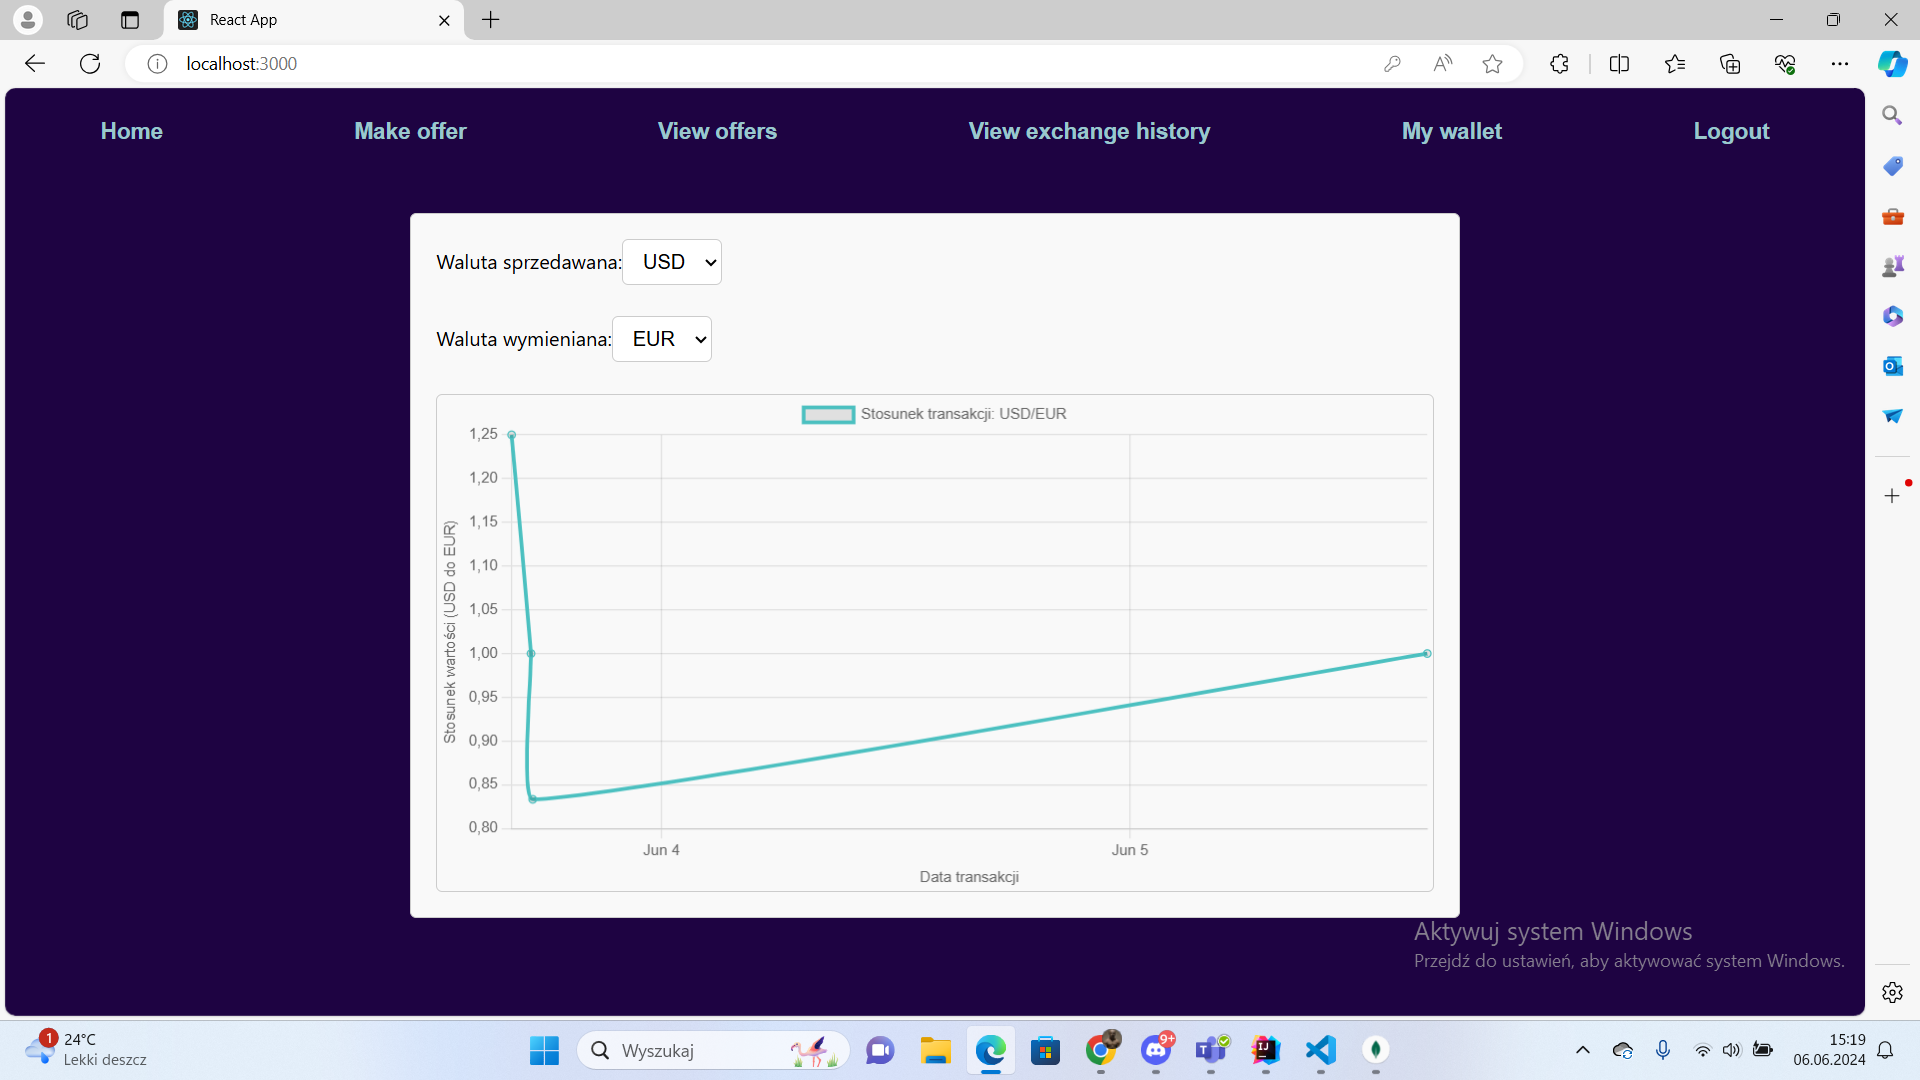 React App
localhost:3000
Home
Make offer
View offers
View exchange history
My wallet
Logout
Waluta sprzedawana: USD
Waluta wymieniana: EUR
Stosunek transakcji: USD/EUR
Stosunek wartości (USD do EUR)
1,25
1,20
1,15
1,10
1,05
1,00
0,95
0,90
0,85
0,80
Jun 4
Jun 5
Data transakcji
Aktywuj system Windows
Przejdź do ustawień, aby aktywować system Windows.
1
24°C
Lekki deszcz
Wyszukaj
9+
15:19
06.06.2024